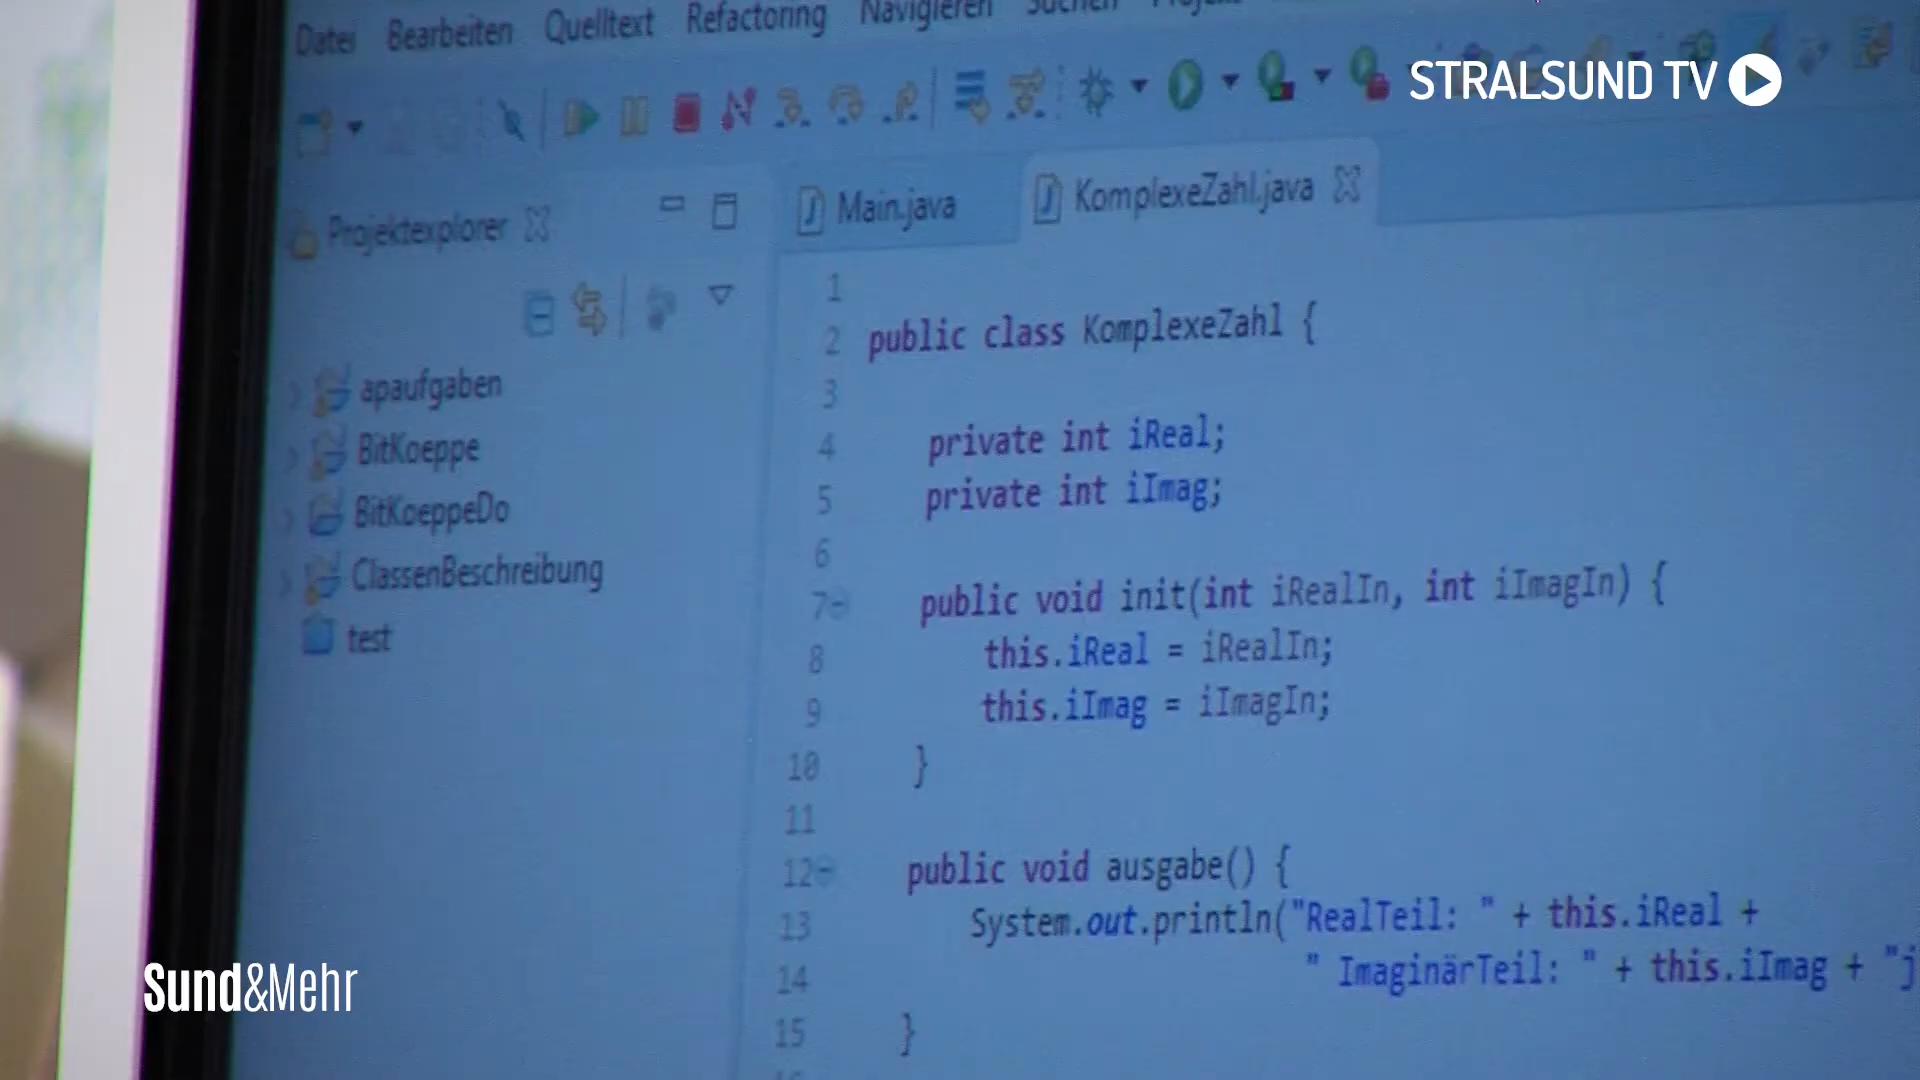 Datei Bearbeiten Quelltext Refactoring Navigieren Suchen
STRALSUND TV
Projektexplorer
Main.java
KomplexeZahl.java
apaufgaben
BitKoeppe
BitKoeppeDo
ClassenBeschreibung
test
1
2 public class KomplexeZahl {
3
4 private int iReal;
5 private int iImag;
6
7 public void init(int iRealIn, int iImagIn) {
8 this.iReal = iRealIn;
9 this.iImag = iImagIn;
10 }
11
12 public void ausgabe() {
13 System.out.println("RealTeil: " + this.iReal +
14 " ImaginärTeil: " + this.iImag + "j
15 }
Sund&Mehr